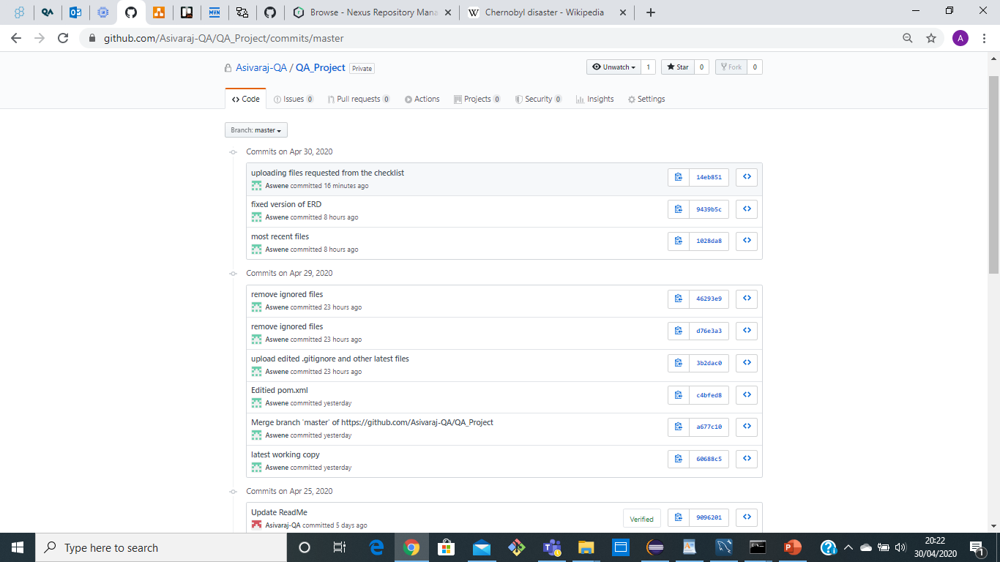 QA
MVN
Browse - Nexus Repository Mana
Chernobyl disaster - Wikipedia
github.com/Asivaraj-QA/QA_Project/commits/master
A
Asivaraj-QA / QA_Project Private
Unwatch 1 Star 0 Fork 0
Code Issues 0 Pull requests 0 Actions Projects 0 Security 0 Insights Settings
Branch: master
Commits on Apr 30, 2020
uploading files requested from the checklist
Aswene committed 16 minutes ago
14eb851
fixed version of ERD
Aswene committed 8 hours ago
9439b5c
most recent files
Aswene committed 8 hours ago
1028da8
Commits on Apr 29, 2020
remove ignored files
Aswene committed 23 hours ago
46293e9
remove ignored files
Aswene committed 23 hours ago
d76e3a3
upload edited .gitignore and other latest files
Aswene committed 23 hours ago
3b2dac0
Editied pom.xml
Aswene committed yesterday
c4bfed8
Merge branch 'master' of https://github.com/Asivaraj-QA/QA_Project
Aswene committed yesterday
a677c10
latest working copy
Aswene committed yesterday
60688c5
Commits on Apr 25, 2020
Update ReadMe
Asivaraj-QA committed 5 days ago
Verified
9096201
Type here to search
20:22
30/04/2020
1